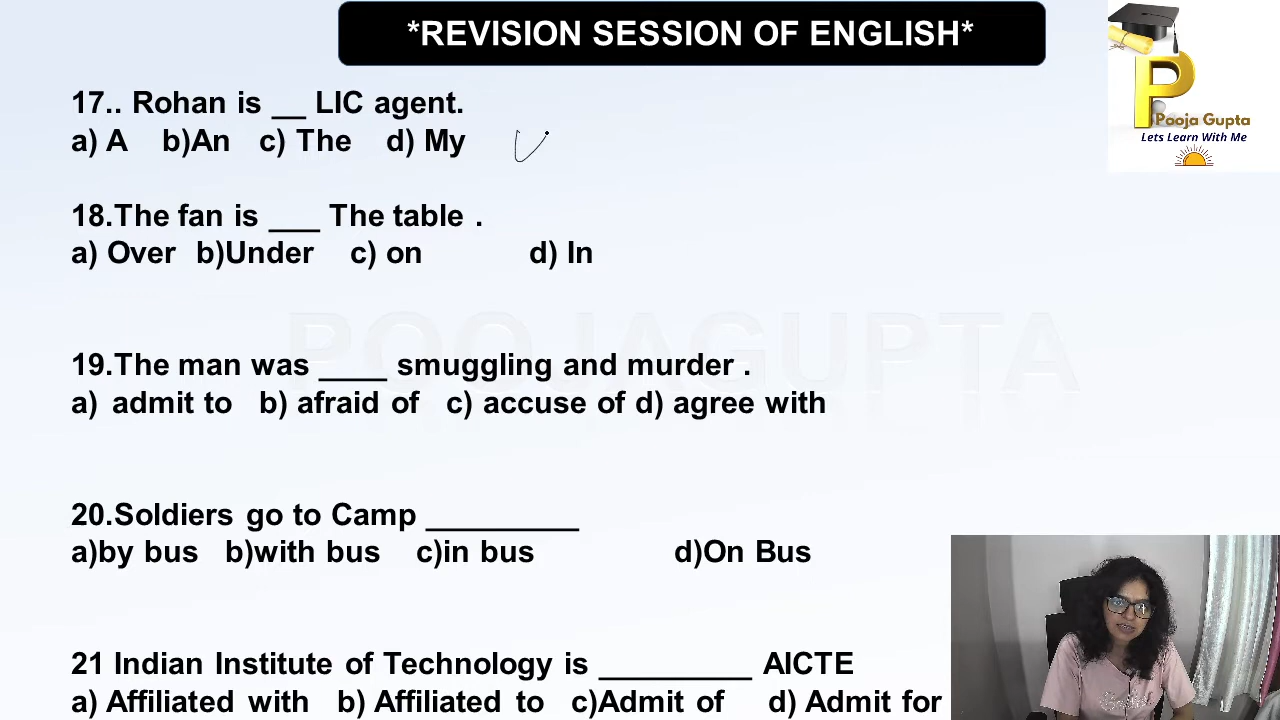 *REVISION SESSION OF ENGLISH*
Pooja Gupta
Lets Learn With Me
17.. Rohan is __ LIC agent.
a) A b)An c) The d) My
18.The fan is ___ The table .
a) Over b)Under c) on d) In
POOJAGUPTA
19.The man was ____ smuggling and murder .
a) admit to b) afraid of c) accuse of d) agree with
20.Soldiers go to Camp _________
a)by bus b)with bus c)in bus d)On Bus
21 Indian Institute of Technology is _________ AICTE
a) Affiliated with b) Affiliated to c)Admit of d) Admit for